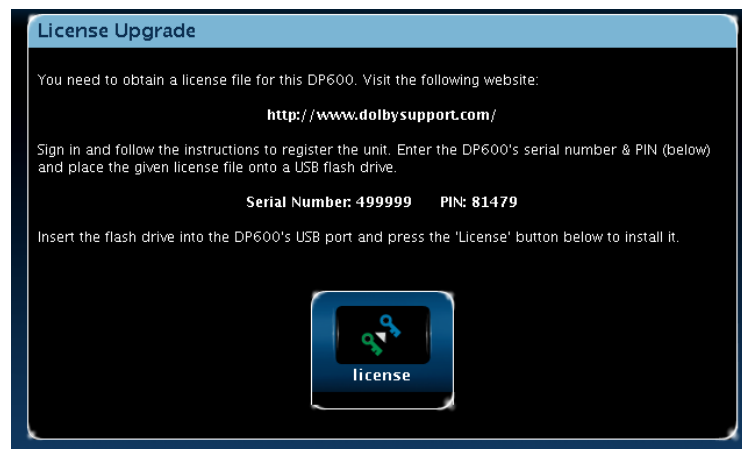 License Upgrade
You need to obtain a license file for this DP600. Visit the following website:
http://www.dolbysupport.com/
Sign in and follow the instructions to register the unit. Enter the DP600's serial number & PIN (below)
and place the given license file onto a USB flash drive.
Serial Number: 499999 PIN: 81479
Insert the flash drive into the DP600's USB port and press the 'License' button below to install it.
license